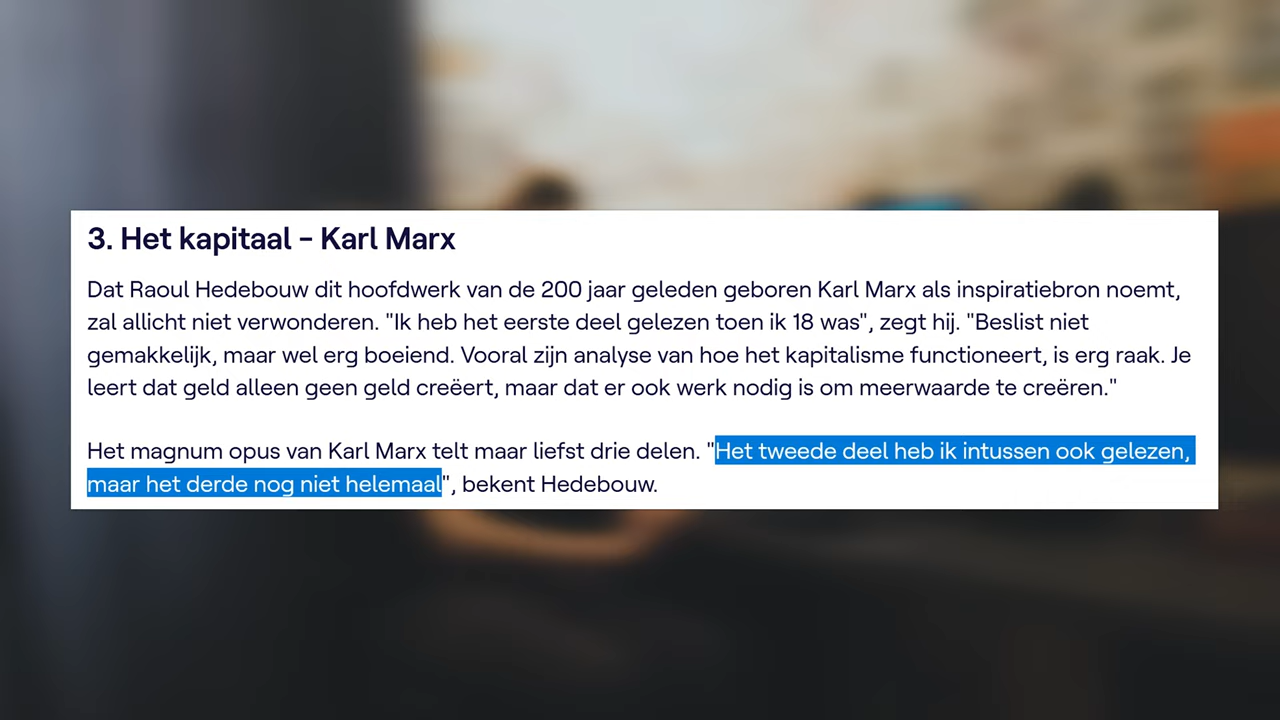 3. Het kapitaal - Karl Marx
Dat Raoul Hedebouw dit hoofdwerk van de 200 jaar geleden geboren Karl Marx als inspiratiebron noemt,
zal allicht niet verwonderen. "Ik heb het eerste deel gelezen toen ik 18 was", zegt hij. "Beslist niet
gemakkelijk, maar wel erg boeiend. Vooral zijn analyse van hoe het kapitalisme functioneert, is erg raak. Je
leert dat geld alleen geen geld creëert, maar dat er ook werk nodig is om meerwaarde te creëren."
Het magnum opus van Karl Marx telt maar liefst drie delen. "Het tweede deel heb ik intussen ook gelezen,
maar het derde nog niet helemaal", bekent Hedebouw.